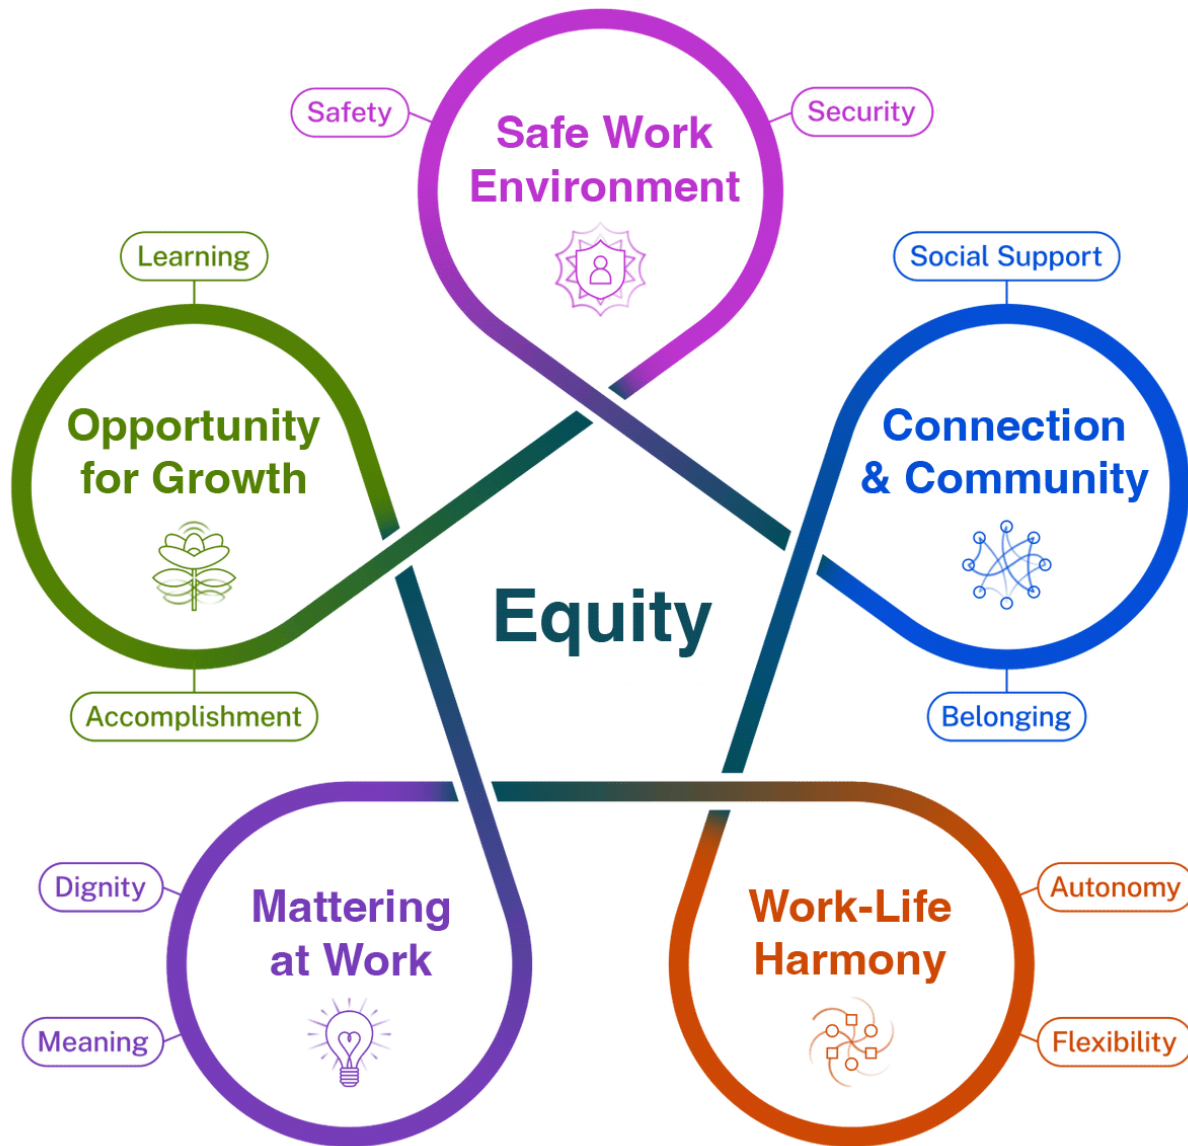 Safety
Security
Safe Work
Environment
Learning
Social Support
Opportunity
for Growth
Connection
& Community
Equity
Accomplishment
Belonging
Dignity
Mattering
at Work
Meaning
Work-Life
Harmony
Autonomy
Flexibility